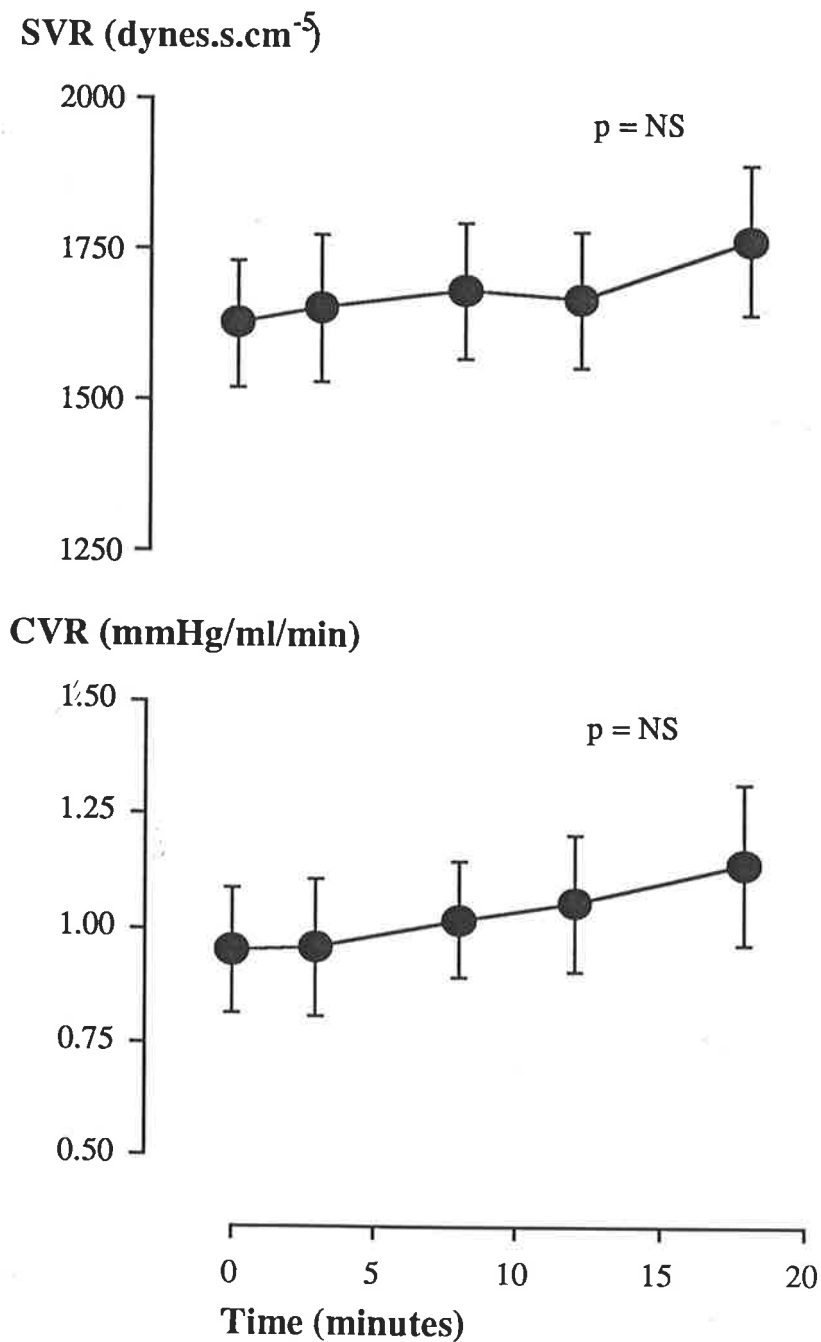 SVR (dynes.s.cm-5)
2000
p = NS
1750
1500
1250
CVR (mmHg/ml/min)
1.50
p = NS
1.25
1.00
0.75
0.50
0 5 10 15 20
Time (minutes)